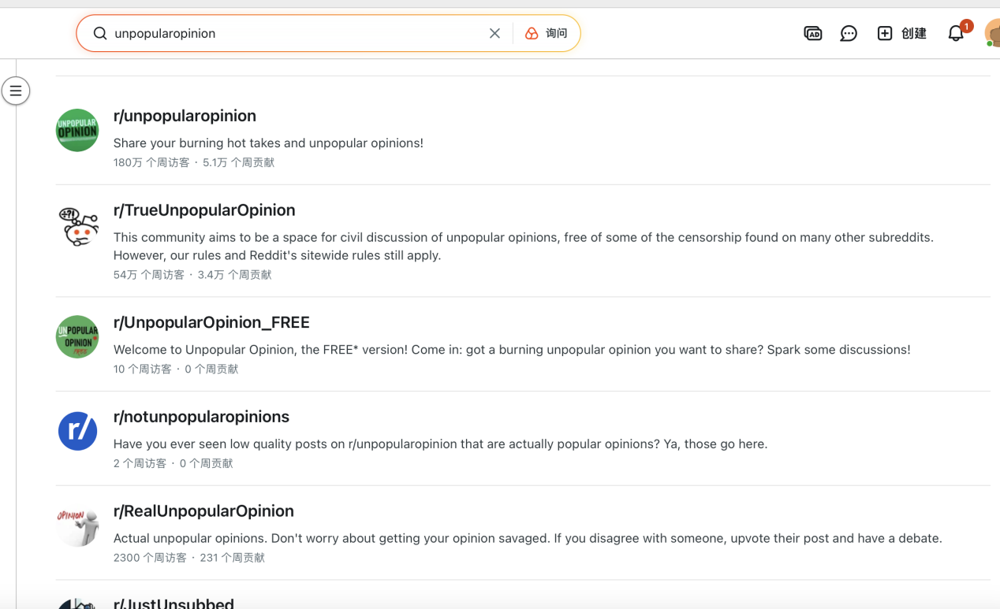 unpopularopinion
询问
AD
创建
1
UNPOPULAR
OPINION
r/unpopularopinion
Share your burning hot takes and unpopular opinions!
180万 个周访客 · 5.1万 个周贡献
+?!
r/TrueUnpopularOpinion
This community aims to be a space for civil discussion of unpopular opinions, free of some of the censorship found on many other subreddits.
However, our rules and Reddit's sitewide rules still apply.
54万 个周访客 · 3.4万 个周贡献
UNPOPULAR
OPINION
FREE
r/UnpopularOpinion_FREE
Welcome to Unpopular Opinion, the FREE* version! Come in: got a burning unpopular opinion you want to share? Spark some discussions!
10 个周访客 · 0 个周贡献
r/
r/notunpopularopinions
Have you ever seen low quality posts on r/unpopularopinion that are actually popular opinions? Ya, those go here.
2 个周访客 · 0 个周贡献
OPINION
r/RealUnpopularOpinion
Actual unpopular opinions. Don't worry about getting your opinion savaged. If you disagree with someone, upvote their post and have a debate.
2300 个周访客 · 231 个周贡献
r/JustUnsubbed